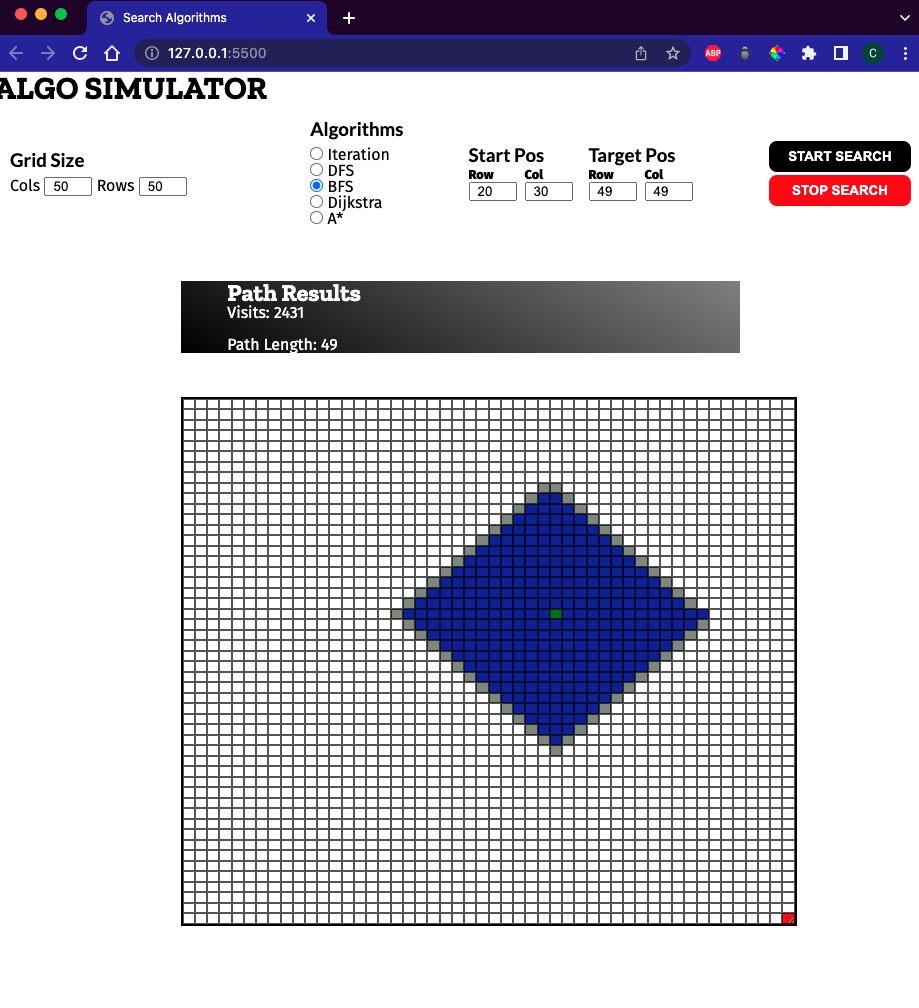 Search Algorithms
127.0.0.1:5500
ABP
C
ALGO SIMULATOR
Grid Size
Cols 50 Rows 50
Algorithms
Iteration
DFS
BFS
Dijkstra
A*
Start Pos
Row Col
20 30
Target Pos
Row Col
49 49
START SEARCH
STOP SEARCH
Path Results
Visits: 2431
Path Length: 49